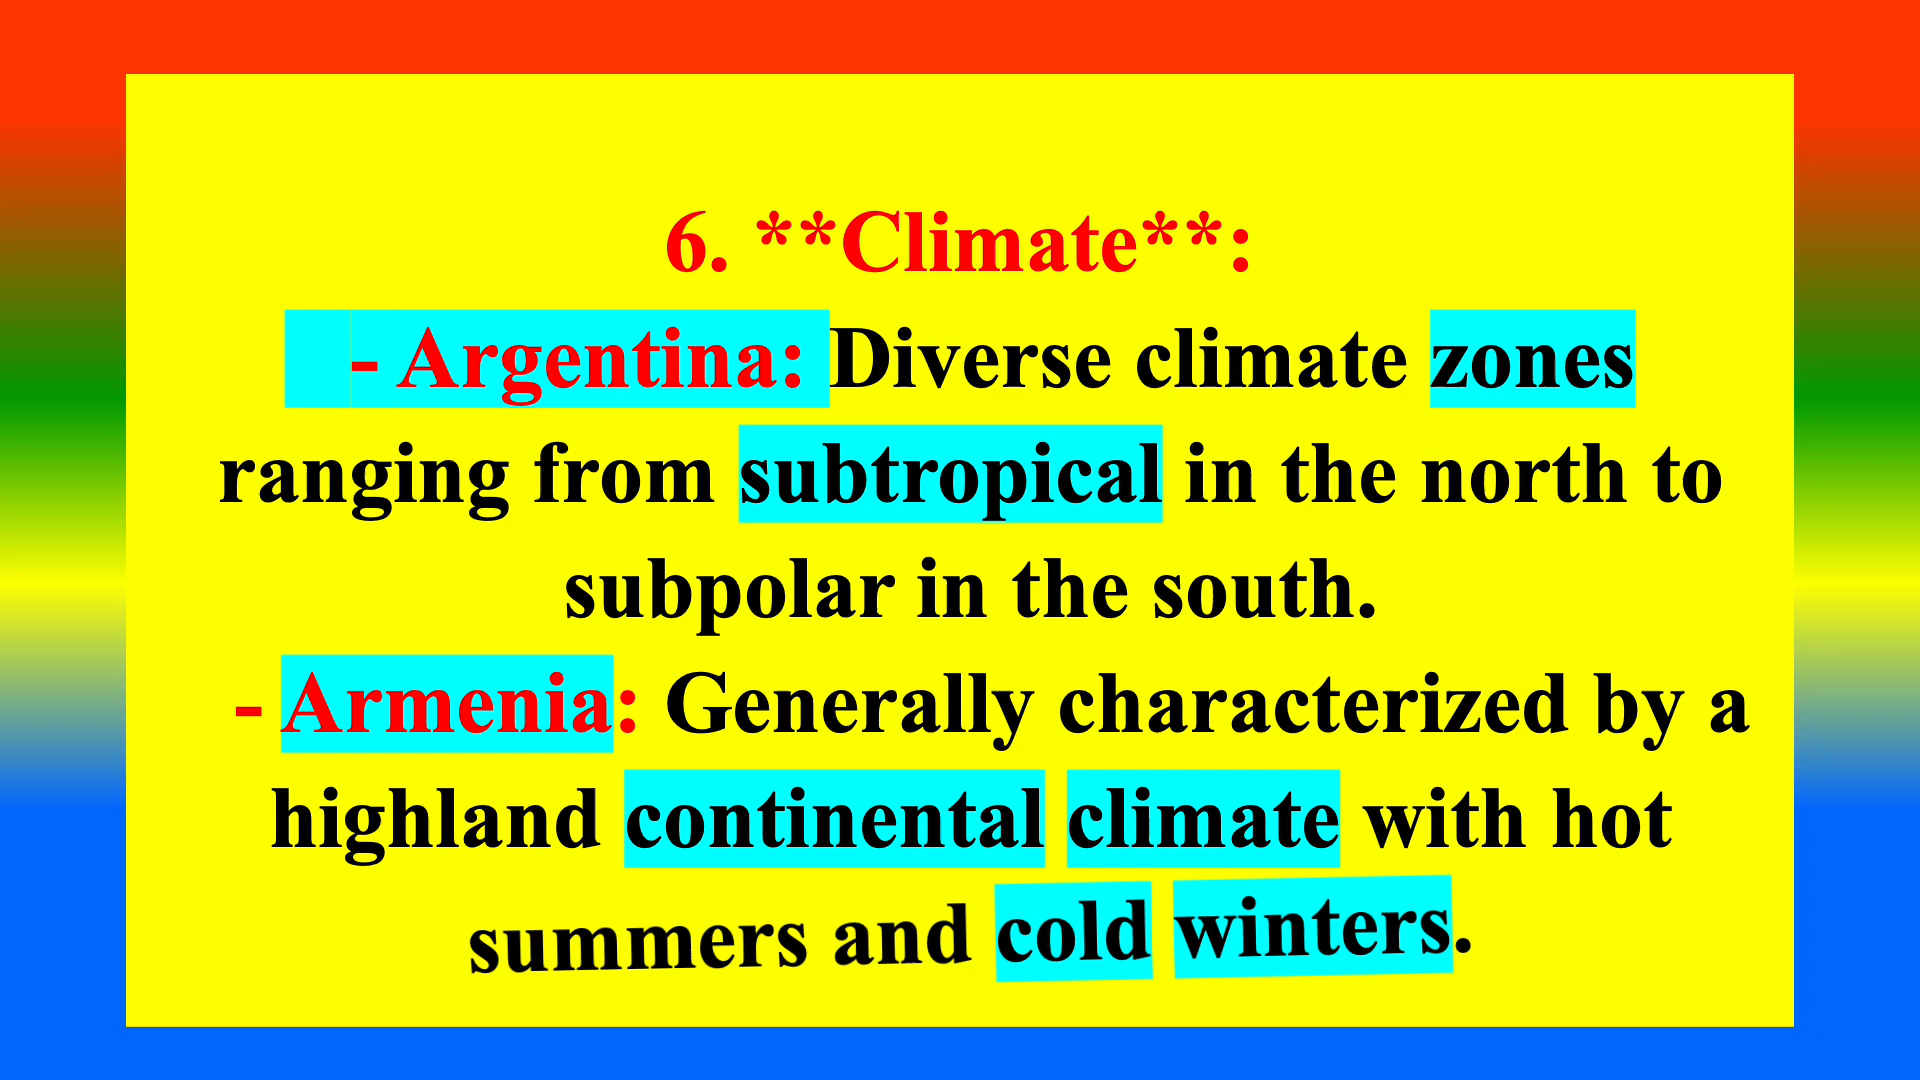 6. **Climate**:
- Argentina: Diverse climate zones
ranging from subtropical in the north to
subpolar in the south.
- Armenia: Generally characterized by a
highland continental climate with hot
summers and cold winters.